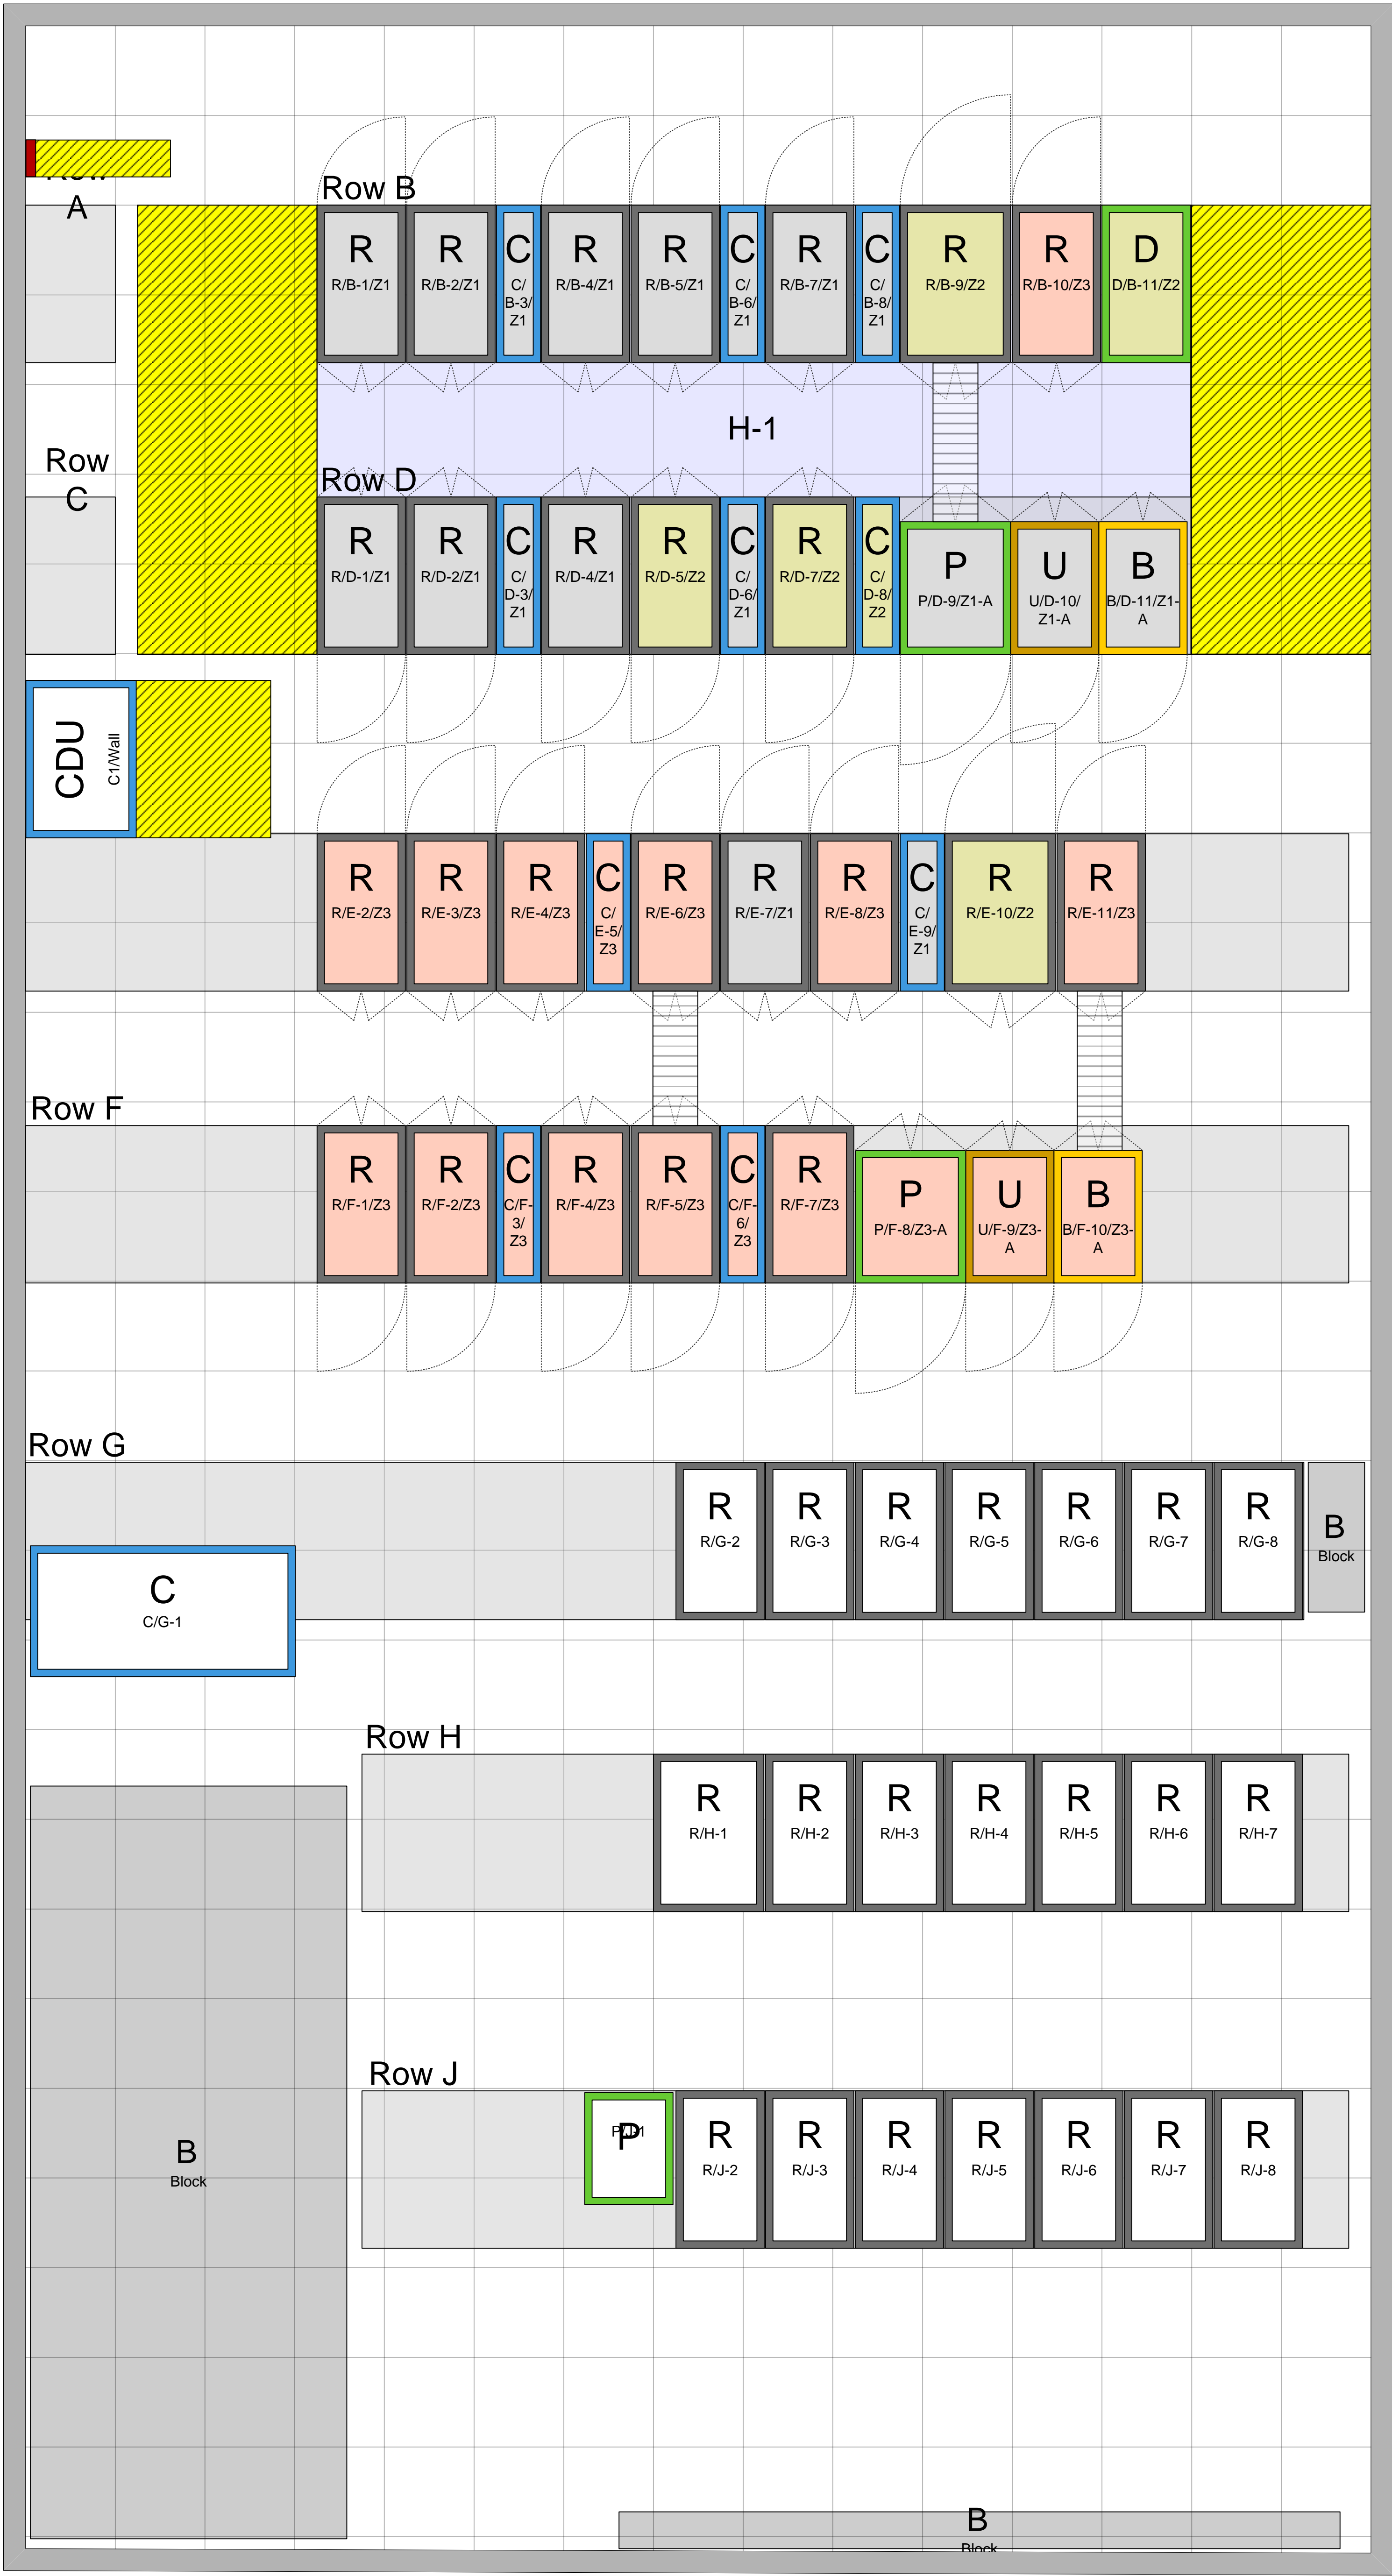 Row
A
Row B
R
R/B-1/Z1
R
R/B-2/Z1
C
C/
B-3/
Z1
R
R/B-4/Z1
R
R/B-5/Z1
C
C/
B-6/
Z1
R
R/B-7/Z1
C
C/
B-8/
Z1
R
R/B-9/Z2
R
R/B-10/Z3
D
D/B-11/Z2
H-1
Row
C
Row D
R
R/D-1/Z1
R
R/D-2/Z1
C
C/
D-3/
Z1
R
R/D-4/Z1
R
R/D-5/Z2
C
C/
D-6/
Z1
R
R/D-7/Z2
C
C/
D-8/
Z2
P
P/D-9/Z1-A
U
U/D-10/
Z1-A
B
B/D-11/Z1-
A
CDU
C1/Wall
R
R/E-2/Z3
R
R/E-3/Z3
R
R/E-4/Z3
C
C/
E-5/
Z3
R
R/E-6/Z3
R
R/E-7/Z1
R
R/E-8/Z3
C
C/
E-9/
Z1
R
R/E-10/Z2
R
R/E-11/Z3
Row F
R
R/F-1/Z3
R
R/F-2/Z3
C
C/F-
3/
Z3
R
R/F-4/Z3
R
R/F-5/Z3
C
C/F-
6/
Z3
R
R/F-7/Z3
P
P/F-8/Z3-A
U
U/F-9/Z3-
A
B
B/F-10/Z3-
A
Row G
R
R/G-2
R
R/G-3
R
R/G-4
R
R/G-5
R
R/G-6
R
R/G-7
R
R/G-8
B
Block
C
C/G-1
Row H
R
R/H-1
R
R/H-2
R
R/H-3
R
R/H-4
R
R/H-5
R
R/H-6
R
R/H-7
B
Block
Row J
P
P/J-1
R
R/J-2
R
R/J-3
R
R/J-4
R
R/J-5
R
R/J-6
R
R/J-7
R
R/J-8
B
Block